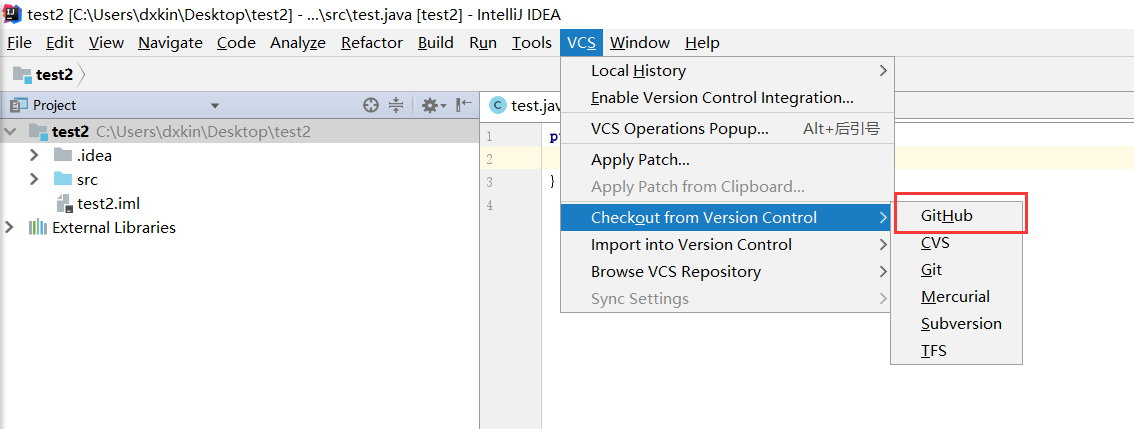 test2 [C:\Users\dxkin\Desktop\test2] - ...\src\test.java [test2] - IntelliJ IDEA
File Edit View Navigate Code Analyze Refactor Build Run Tools VCS Window Help
test2
Project
test2 C:\Users\dxkin\Desktop\test2
.idea
src
test2.iml
External Libraries
test.jav
1 p
2
3 }
4
Local History
Enable Version Control Integration...
VCS Operations Popup... Alt+后引号
Apply Patch...
Apply Patch from Clipboard...
Checkout from Version Control
Import into Version Control
Browse VCS Repository
Sync Settings
GitHub
CVS
Git
Mercurial
Subversion
TFS